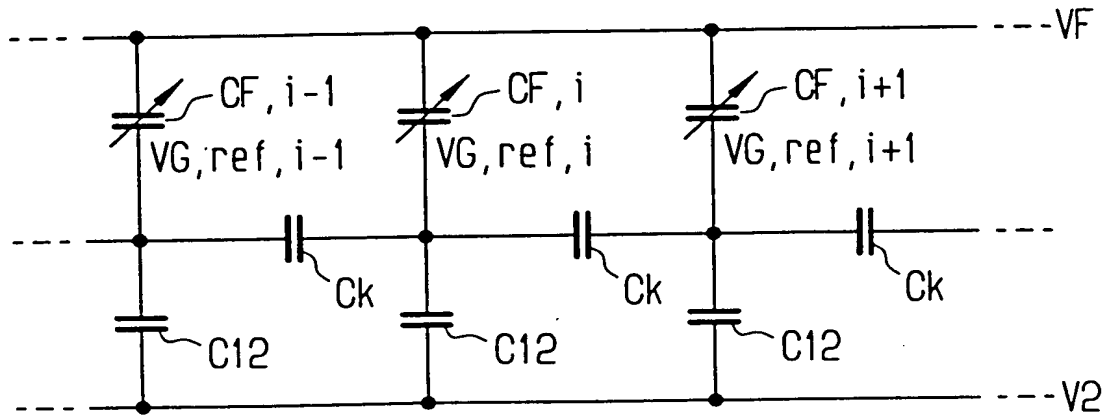 VF
CF, i-1
CF, i
CF, i+1
VG, ref, i-1
VG, ref, i
VG, ref, i+1
Ck
Ck
Ck
C12
C12
C12
V2